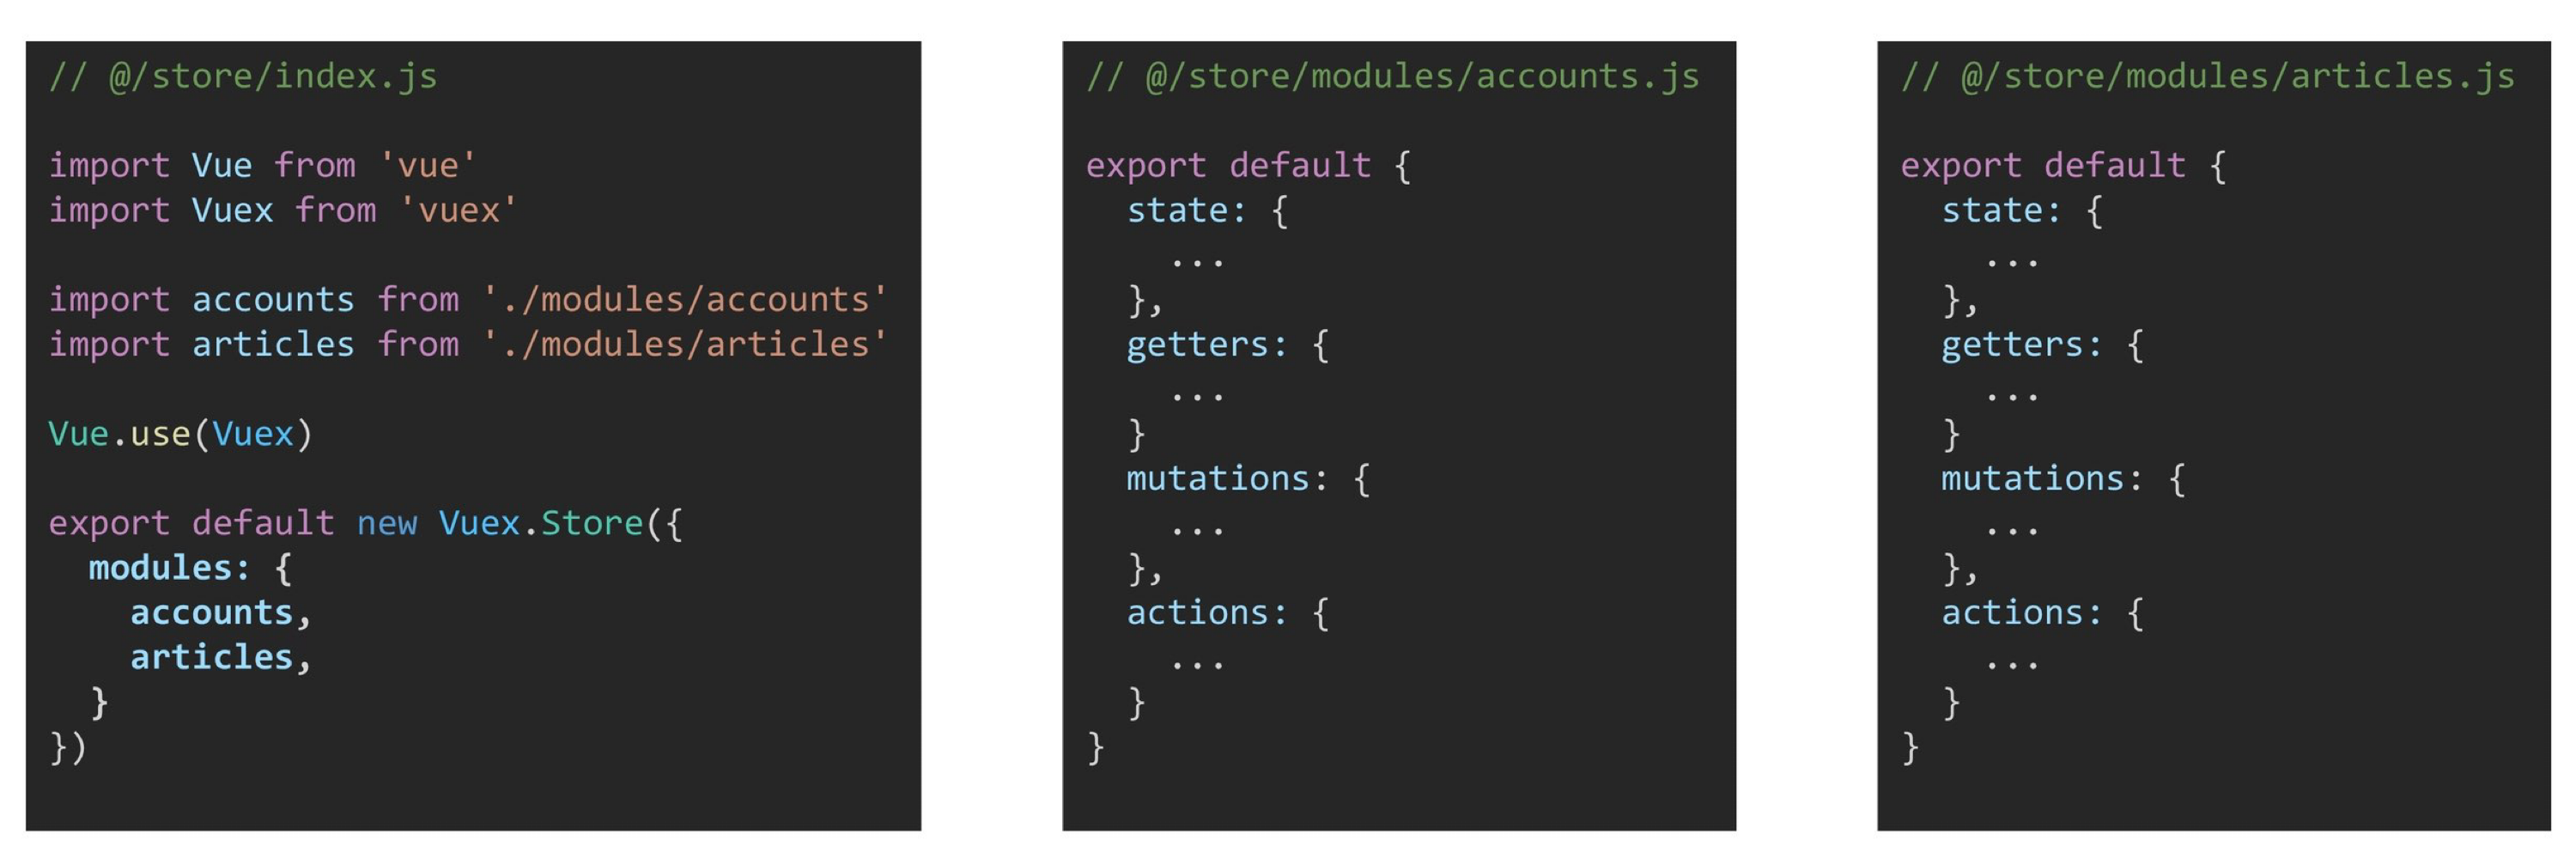 // @/store/index.js
import Vue from 'vue'
import Vuex from 'vuex'
import accounts from './modules/accounts'
import articles from './modules/articles'
Vue.use(Vuex)
export default new Vuex.Store({
  modules: {
    accounts,
    articles,
  }
})
// @/store/modules/accounts.js
export default {
  state: {
    ...
  },
  getters: {
    ...
  }
  mutations: {
    ...
  },
  actions: {
    ...
  }
}
// @/store/modules/articles.js
export default {
  state: {
    ...
  },
  getters: {
    ...
  }
  mutations: {
    ...
  },
  actions: {
    ...
  }
}